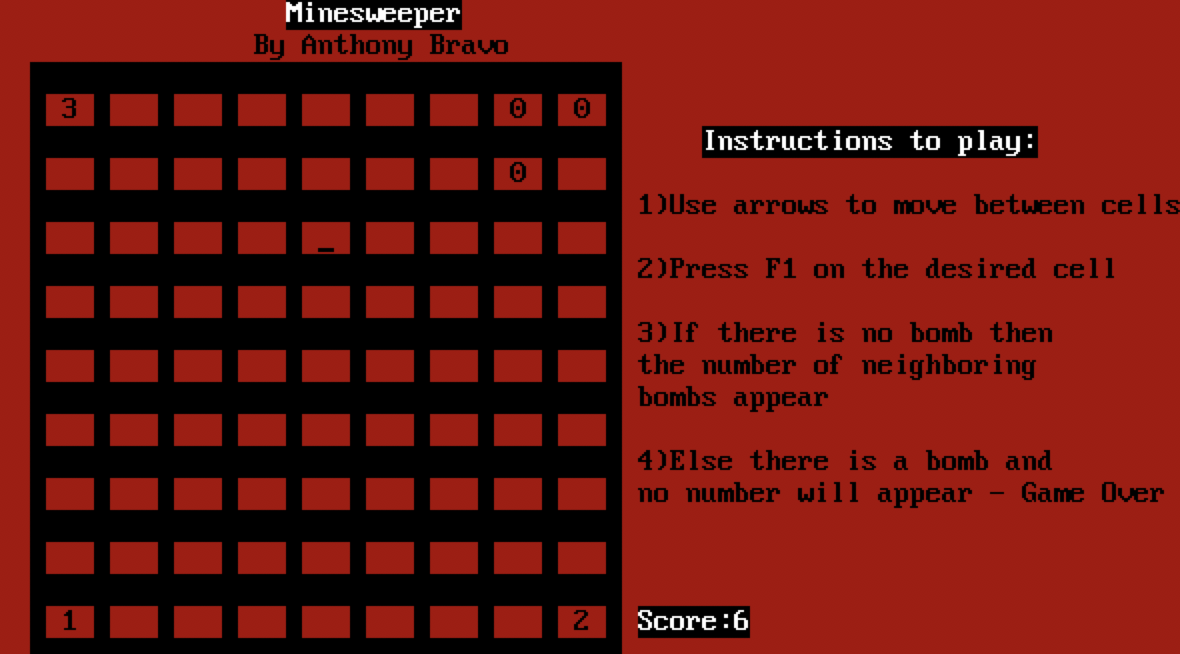 Minesweeper
By Anthony Bravo
3 0 0
0
Instructions to play:
1)Use arrows to move between cells
2)Press F1 on the desired cell
3)If there is no bomb then
the number of neighboring
bombs appear
4)Else there is a bomb and
no number will appear - Game Over
1 2
Score:6